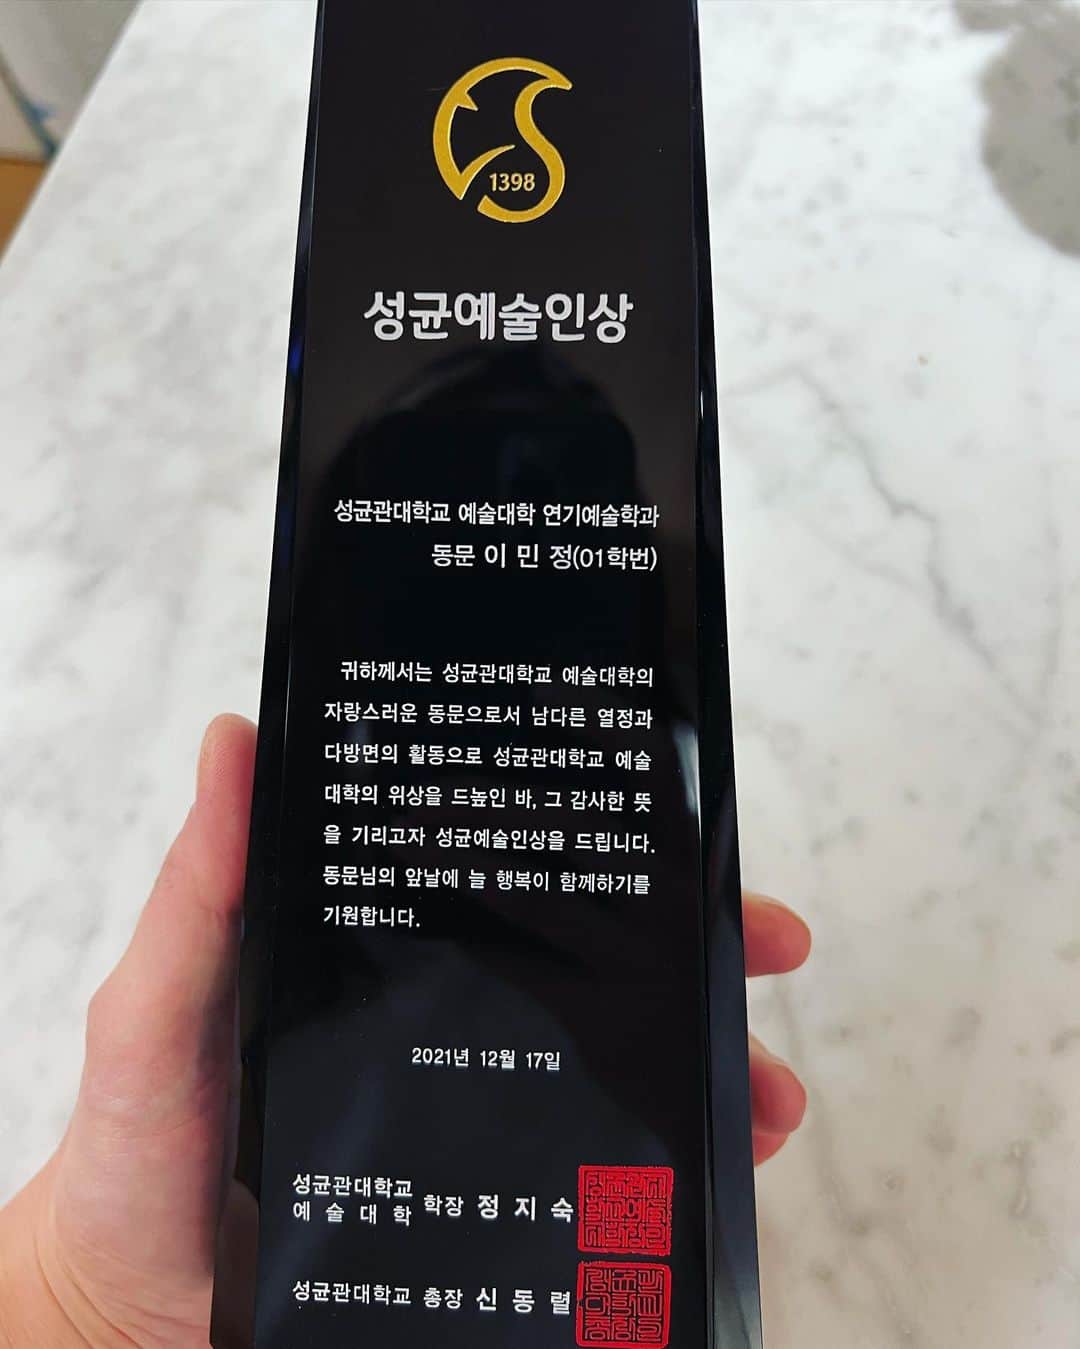 1398
성균예술인상
성균관대학교 예술대학 연기예술학과
동문 이 민 정(01학번)
귀하께서는 성균관대학교 예술대학의
자랑스러운 동문으로서 남다른 열정과
다방면의 활동으로 성균관대학교 예술
대학의 위상을 드높인 바, 그 감사한 뜻
을 기리고자 성균예술인상을 드립니다.
동문님의 앞날에 늘 행복이 함께하기를
기원합니다.
2021년 12월 17일
성균관대학교
예 술 대 학 학장 정 지 숙
성균관대학교 총장 신 동 렬